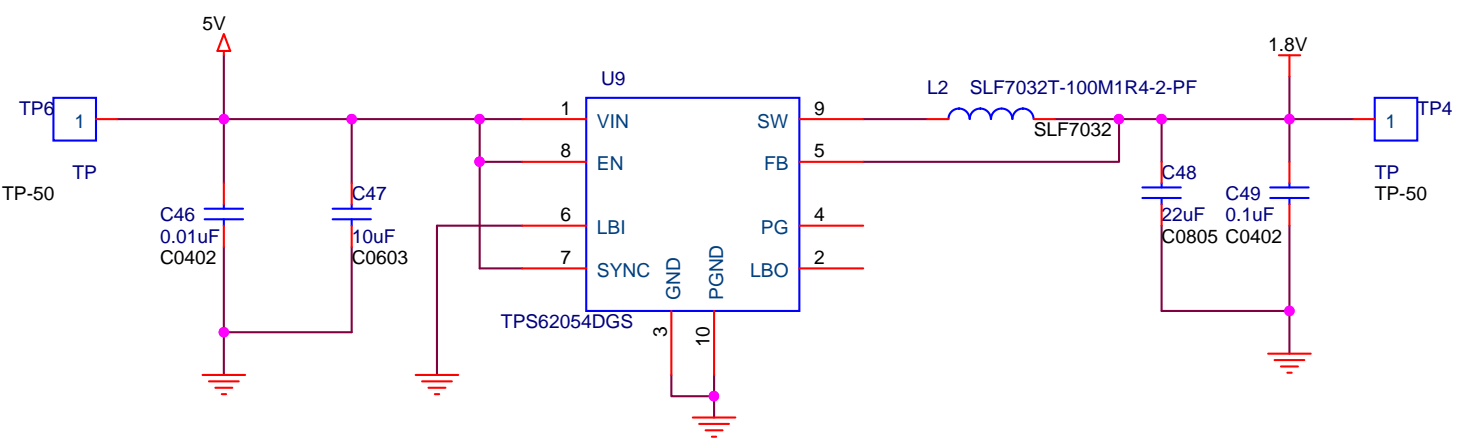 5V
TP6
1
TP
TP-50
C46
0.01uF
C0402
C47
10uF
C0603
U9
1
VIN
8
EN
6
LBI
7
SYNC
GND
PGND
SW
9
FB
5
PG
4
LBO
2
TPS62054DGS
3
10
L2 SLF7032T-100M1R4-2-PF
SLF7032
1.8V
1
TP4
TP
TP-50
C48
22uF
C0805
C49
0.1uF
C0402